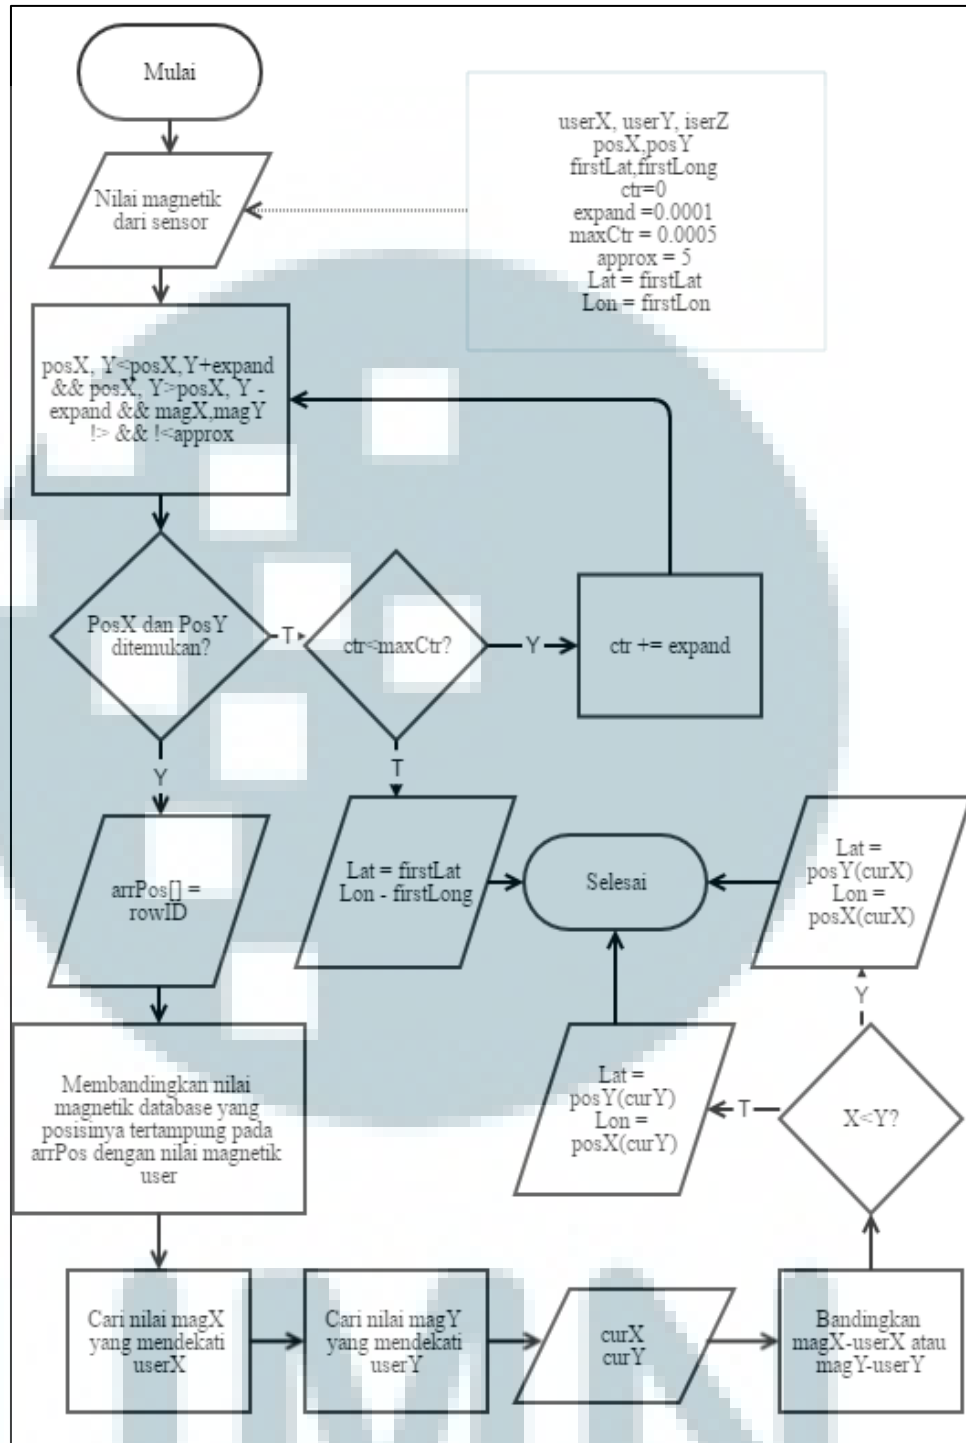 Mulai
userX, userY, iserZ
posX,posY
firstLat,firstLong
ctr=0
expand =0.0001
maxCtr = 0.0005
approx = 5
Lat = firstLat
Lon = firstLon
Nilai magnetik
dari sensor
posX, Y<posX,Y+expand
&& posX, Y>posX, Y -
expand && magX,magY
!> && !<approx
PosX dan PosY
ditemukan?
T
ctr<maxCtr?
Y
ctr += expand
Y
T
arrPos[] =
rowID
Lat = firstLat
Lon - firstLong
Selesai
Lat =
posY(curX)
Lon =
posX(curX)
Y
Membandingkan nilai
magnetik database yang
posisinya tertampung pada
arrPos dengan nilai magnetik
user
Lat =
posY(curY)
Lon =
posX(curY)
T
X<Y?
Cari nilai magX
yang mendekati
userX
Cari nilai magY
yang mendekati
userY
curX
curY
Bandingkan
magX-userX atau
magY-userY
UMN